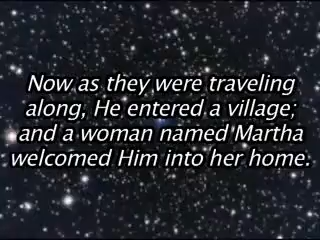 Now as they were traveling
along, He entered a village;
and a woman named Martha
welcomed Him into her home.